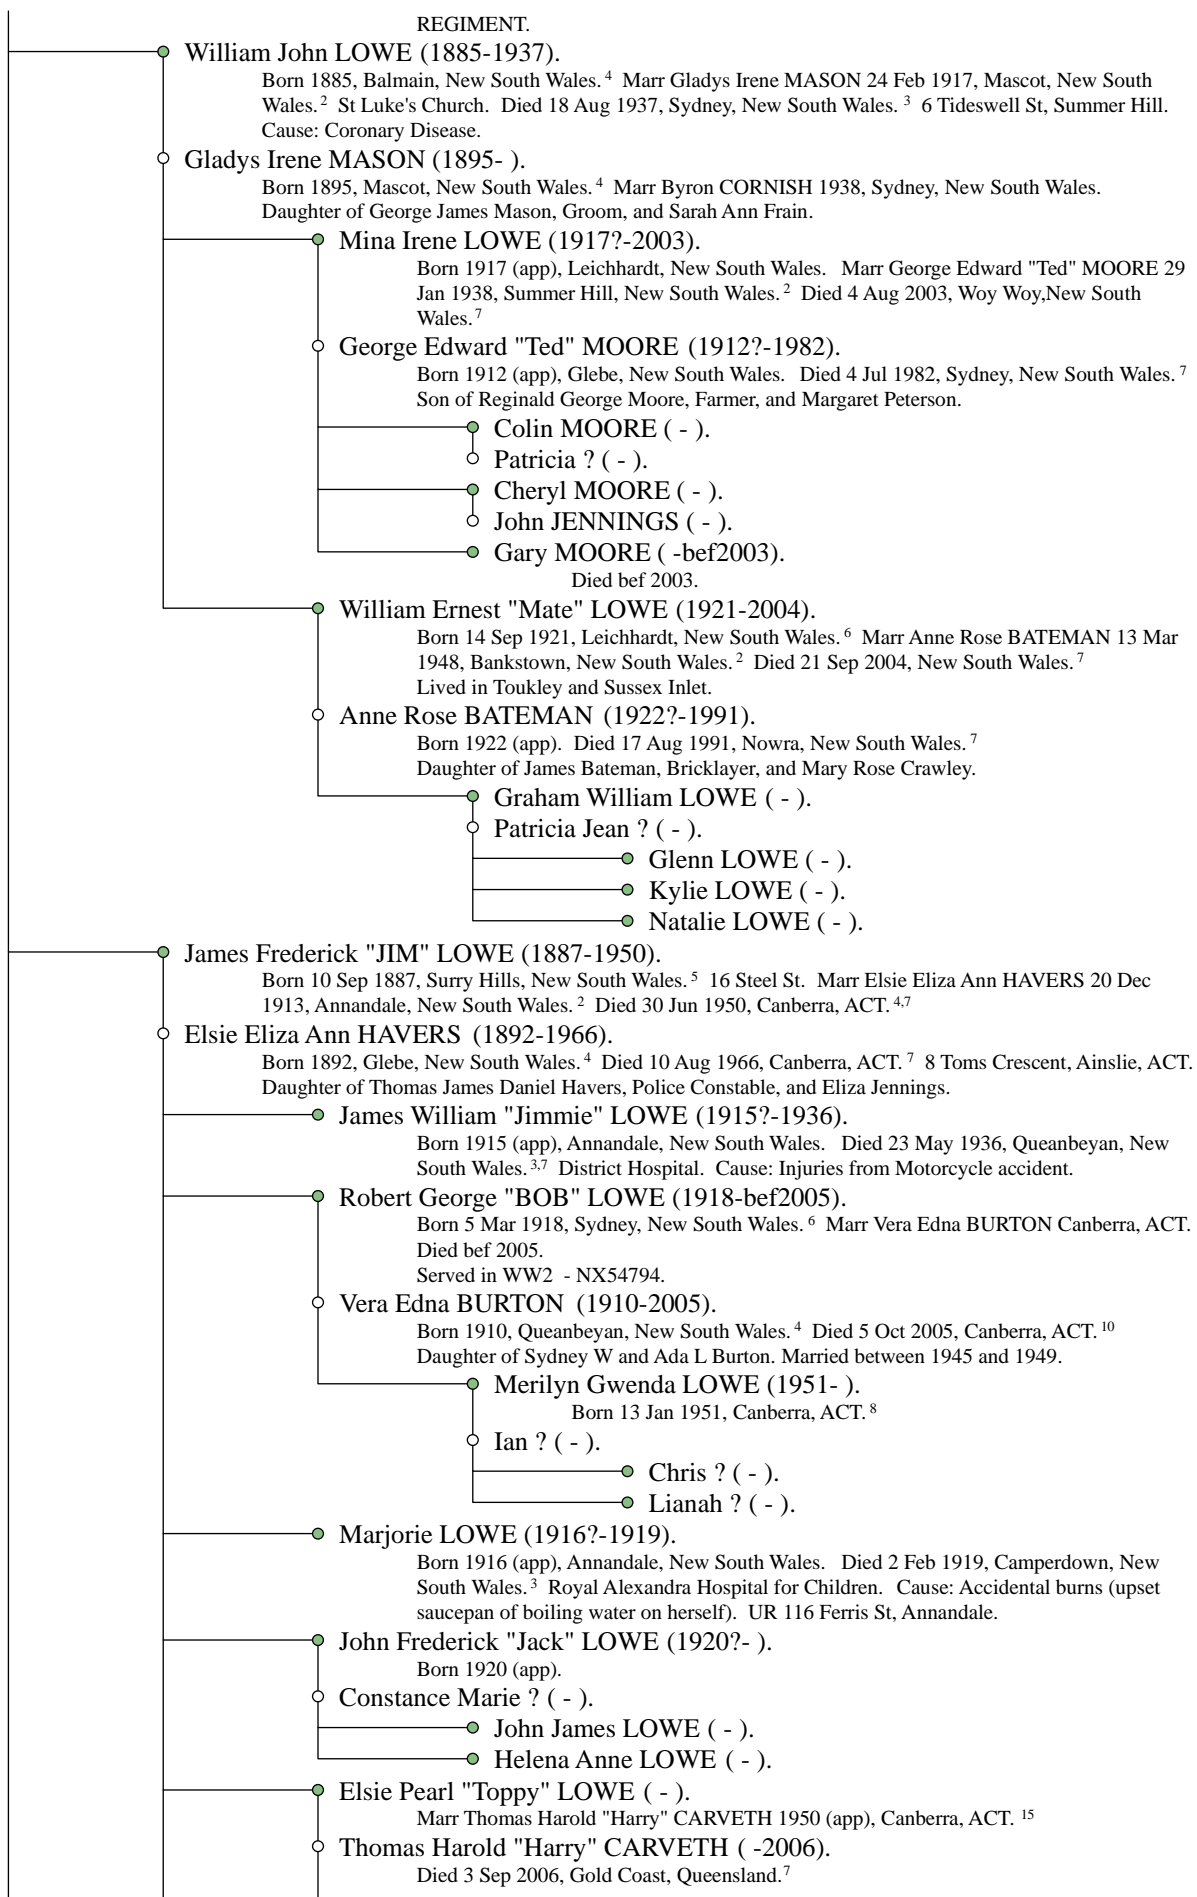 REGIMENT.
William John LOWE (1885-1937).
Born 1885, Balmain, New South Wales. 4 Marr Gladys Irene MASON 24 Feb 1917, Mascot, New South
Wales. 2 St Luke's Church. Died 18 Aug 1937, Sydney, New South Wales. 3 6 Tideswell St, Summer Hill.
Cause: Coronary Disease.
Gladys Irene MASON (1895- ).
Born 1895, Mascot, New South Wales. 4 Marr Byron CORNISH 1938, Sydney, New South Wales.
Daughter of George James Mason, Groom, and Sarah Ann Frain.
Mina Irene LOWE (1917?-2003).
Born 1917 (app), Leichhardt, New South Wales. Marr George Edward "Ted" MOORE 29
Jan 1938, Summer Hill, New South Wales. 2 Died 4 Aug 2003, Woy Woy,New South
Wales. 7
George Edward "Ted" MOORE (1912?-1982).
Born 1912 (app), Glebe, New South Wales. Died 4 Jul 1982, Sydney, New South Wales. 7
Son of Reginald George Moore, Farmer, and Margaret Peterson.
Colin MOORE ( - ).
Patricia ? ( - ).
Cheryl MOORE ( - ).
John JENNINGS ( - ).
Gary MOORE ( -bef2003).
Died bef 2003.
William Ernest "Mate" LOWE (1921-2004).
Born 14 Sep 1921, Leichhardt, New South Wales. 6 Marr Anne Rose BATEMAN 13 Mar
1948, Bankstown, New South Wales. 2 Died 21 Sep 2004, New South Wales. 7
Lived in Toukley and Sussex Inlet.
Anne Rose BATEMAN (1922?-1991).
Born 1922 (app). Died 17 Aug 1991, Nowra, New South Wales. 7
Daughter of James Bateman, Bricklayer, and Mary Rose Crawley.
Graham William LOWE ( - ).
Patricia Jean ? ( - ).
Glenn LOWE ( - ).
Kylie LOWE ( - ).
Natalie LOWE ( - ).
James Frederick "JIM" LOWE (1887-1950).
Born 10 Sep 1887, Surry Hills, New South Wales. 5 16 Steel St. Marr Elsie Eliza Ann HAVERS 20 Dec
1913, Annandale, New South Wales. 2 Died 30 Jun 1950, Canberra, ACT. 4,7
Elsie Eliza Ann HAVERS (1892-1966).
Born 1892, Glebe, New South Wales. 4 Died 10 Aug 1966, Canberra, ACT. 7 8 Toms Crescent, Ainslie, ACT.
Daughter of Thomas James Daniel Havers, Police Constable, and Eliza Jennings.
James William "Jimmie" LOWE (1915?-1936).
Born 1915 (app), Annandale, New South Wales. Died 23 May 1936, Queanbeyan, New
South Wales. 3,7 District Hospital. Cause: Injuries from Motorcycle accident.
Robert George "BOB" LOWE (1918-bef2005).
Born 5 Mar 1918, Sydney, New South Wales. 6 Marr Vera Edna BURTON Canberra, ACT.
Died bef 2005.
Served in WW2 - NX54794.
Vera Edna BURTON (1910-2005).
Born 1910, Queanbeyan, New South Wales. 4 Died 5 Oct 2005, Canberra, ACT. 10
Daughter of Sydney W and Ada L Burton. Married between 1945 and 1949.
Merilyn Gwenda LOWE (1951- ).
Born 13 Jan 1951, Canberra, ACT. 8
Ian ? ( - ).
Chris ? ( - ).
Lianah ? ( - ).
Marjorie LOWE (1916?-1919).
Born 1916 (app), Annandale, New South Wales. Died 2 Feb 1919, Camperdown, New
South Wales. 3 Royal Alexandra Hospital for Children. Cause: Accidental burns (upset
saucepan of boiling water on herself). UR 116 Ferris St, Annandale.
John Frederick "Jack" LOWE (1920?- ).
Born 1920 (app).
Constance Marie ? ( - ).
John James LOWE ( - ).
Helena Anne LOWE ( - ).
Elsie Pearl "Toppy" LOWE ( - ).
Marr Thomas Harold "Harry" CARVETH 1950 (app), Canberra, ACT. 15
Thomas Harold "Harry" CARVETH ( -2006).
Died 3 Sep 2006, Gold Coast, Queensland. 7